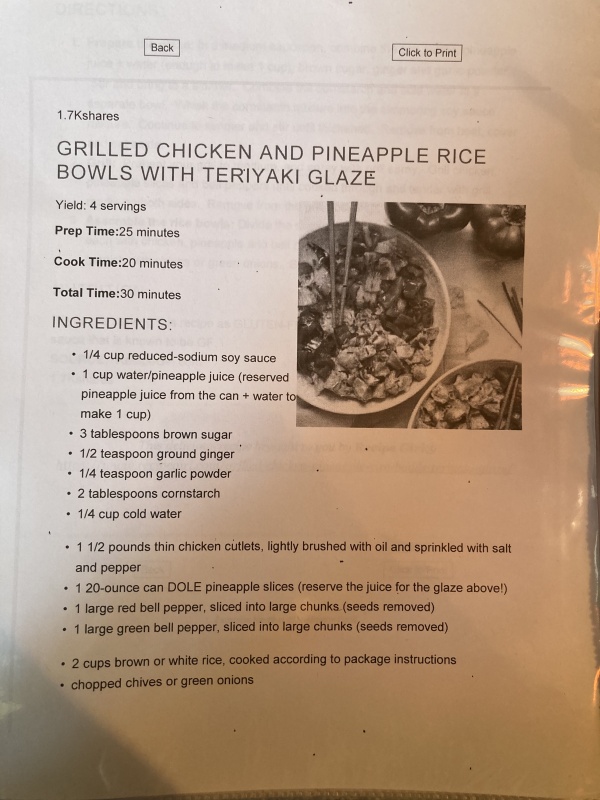 Back
Click to Print
1.7Kshares
GRILLED CHICKEN AND PINEAPPLE RICE
BOWLS WITH TERIYAKI GLAZE
Yield: 4 servings
Prep Time:25 minutes
Cook Time:20 minutes
Total Time:30 minutes
INGREDIENTS:
• 1/4 cup reduced-sodium soy sauce
• 1 cup water/pineapple juice (reserved
pineapple juice from the can + water to
make 1 cup)
• 3 tablespoons brown sugar
• 1/2 teaspoon ground ginger
• 1/4 teaspoon garlic powder
• 2 tablespoons cornstarch
• 1/4 cup cold water
• 1 1/2 pounds thin chicken cutlets, lightly brushed with oil and sprinkled with salt
and pepper
• 1 20-ounce can DOLE pineapple slices (reserve the juice for the glaze above!)
• 1 large red bell pepper, sliced into large chunks (seeds removed)
• 1 large green bell pepper, sliced into large chunks (seeds removed)
• 2 cups brown or white rice, cooked according to package instructions
• chopped chives or green onions